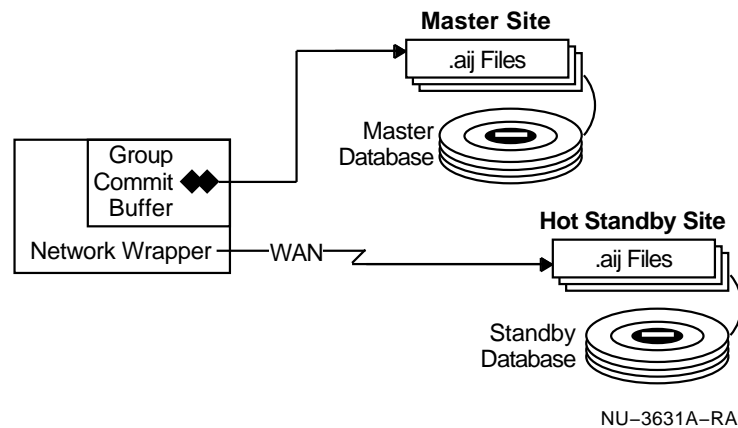 Master Site
.aij Files
Master
Database
Group
Commit
Buffer
Network Wrapper
WAN
Hot Standby Site
.aij Files
Standby
Database
NU−3631A−RA